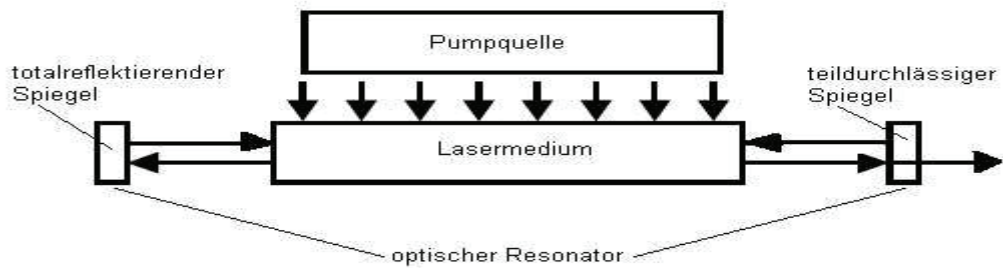 Pumpquelle
totalreflektierender
Spiegel
teildurchlässiger
Spiegel
Lasermedium
optischer Resonator